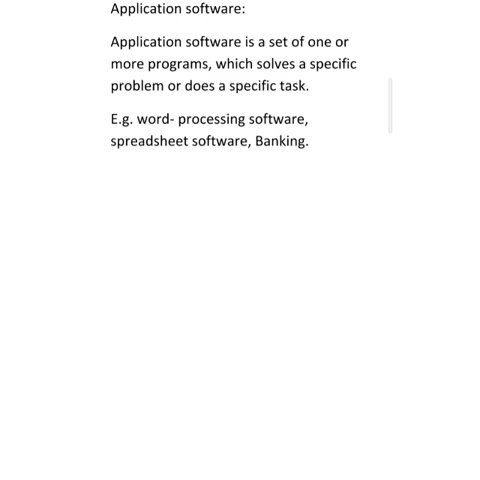 Application software:
Application software is a set of one or
more programs, which solves a specific
problem or does a specific task.
E.g. word- processing software,
spreadsheet software, Banking.